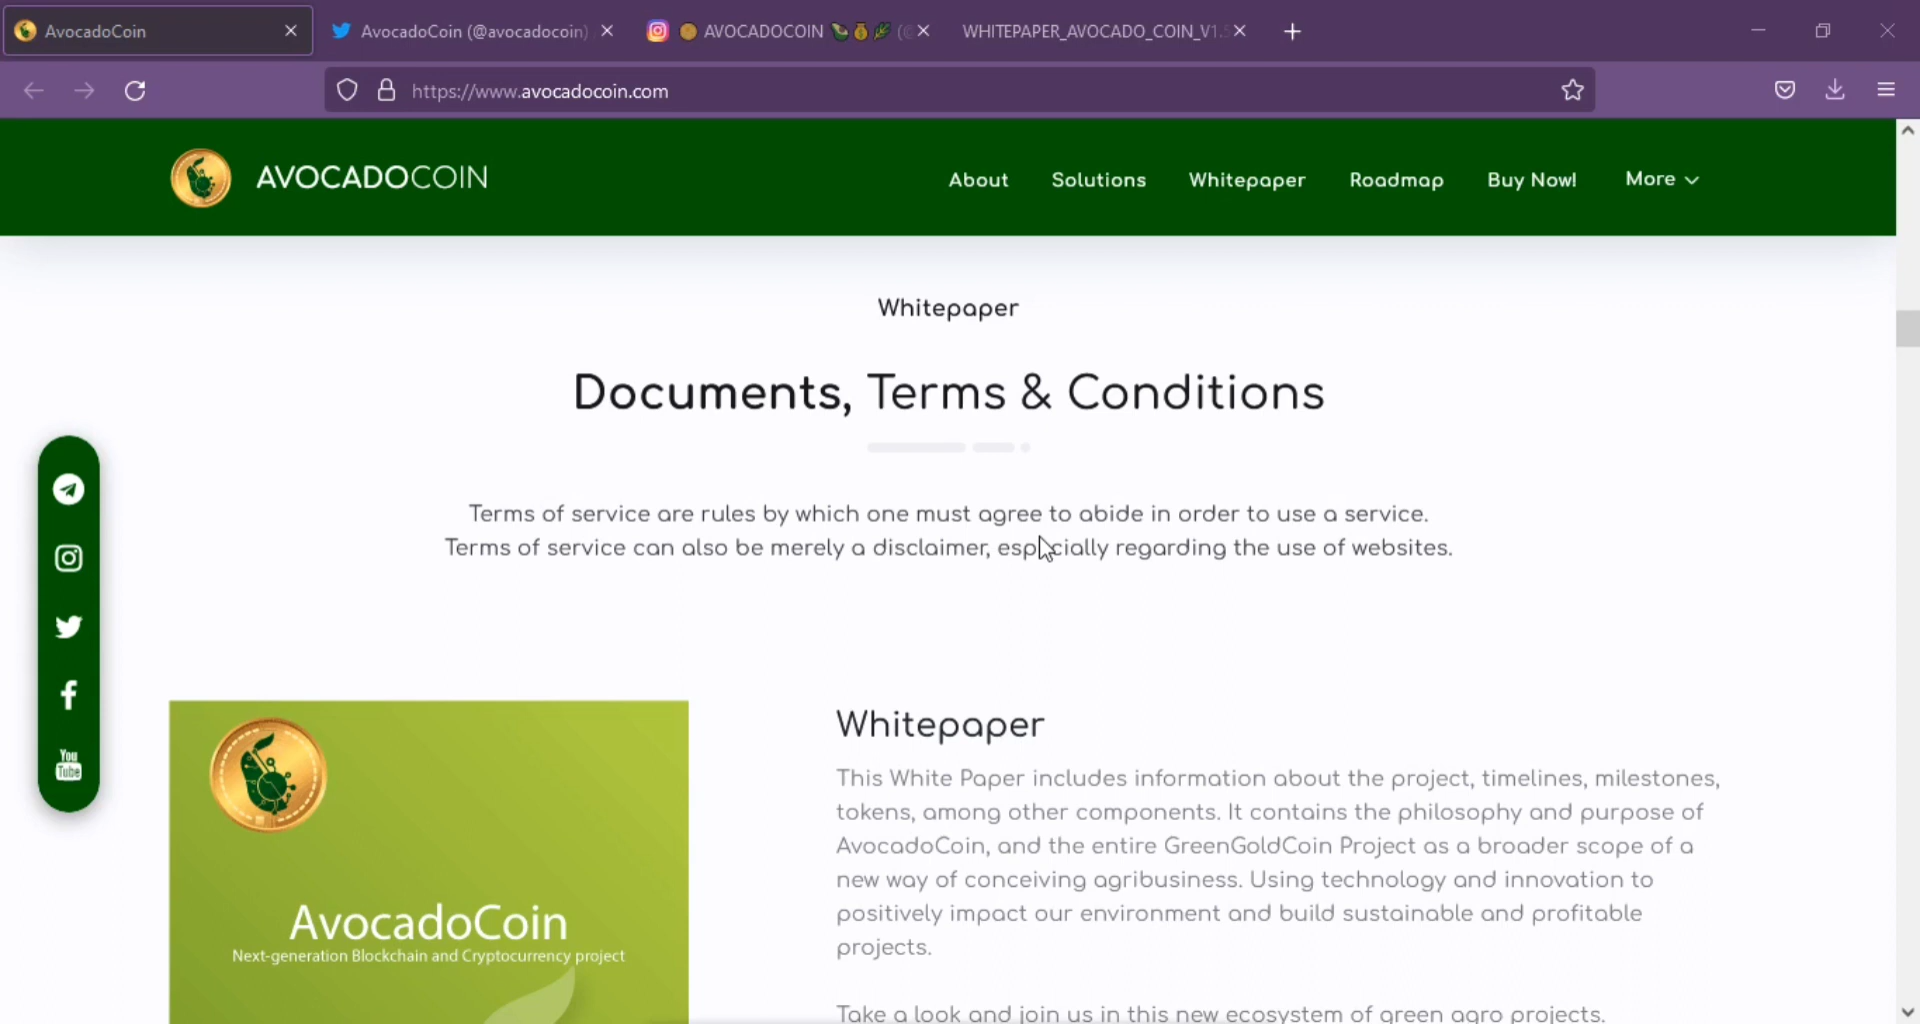 AvocadoCoin
AvocadoCoin (@avocadocoin)
AVOCADOCOIN
WHITEPAPER_AVOCADO_COIN_V1.5
https://www.avocadocoin.com
AVOCADOCOIN
About
Solutions
Whitepaper
Roadmap
Buy Now!
More
Whitepaper
Documents, Terms & Conditions
Terms of service are rules by which one must agree to abide in order to use a service.
Terms of service can also be merely a disclaimer, especially regarding the use of websites.
You
Tube
AvocadoCoin
Next-generation Blockchain and Cryptocurrency project
Whitepaper
This White Paper includes information about the project, timelines, milestones,
tokens, among other components. It contains the philosophy and purpose of
AvocadoCoin, and the entire GreenGoldCoin Project as a broader scope of a
new way of conceiving agribusiness. Using technology and innovation to
positively impact our environment and build sustainable and profitable
projects.
Take a look and join us in this new ecosystem of green agro projects.